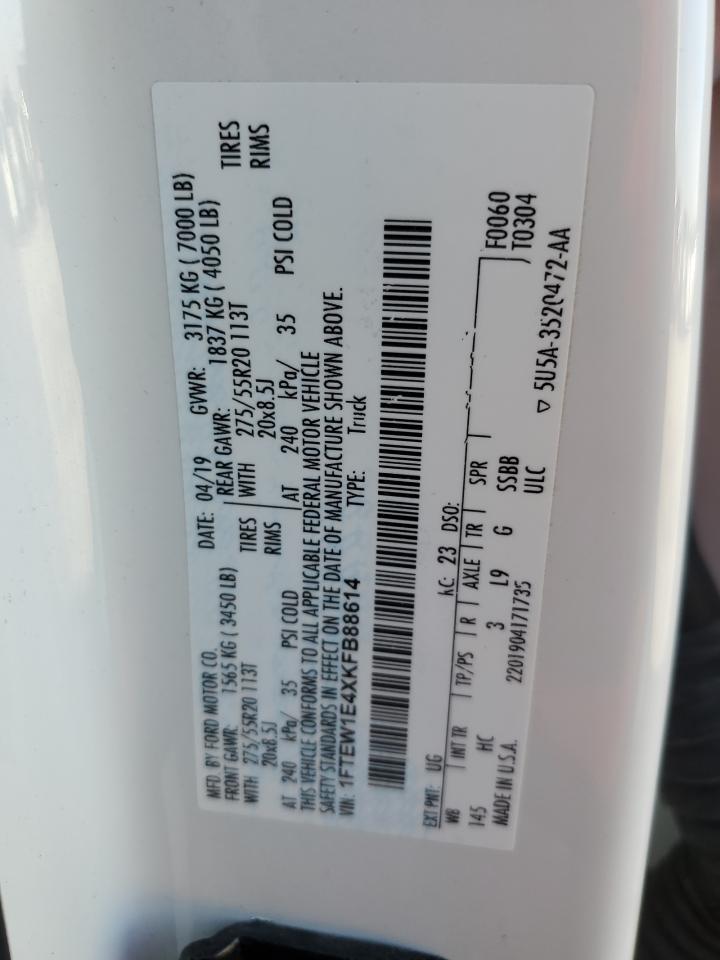 MFD. BY FORD MOTOR CO. DATE: 04/19 GVWR: 3175 KG ( 7000 LB)
FRONT GAWR: 1565 KG ( 3450 LB) REAR GAWR: 1837 KG ( 4050 LB)
WITH 275/55R20 113T TIRES WITH 275/55R20 113T TIRES
20x8.5J RIMS 20x8.5J RIMS
AT 240 kPa/ 35 PSI COLD AT 240 kPa/ 35 PSI COLD
THIS VEHICLE CONFORMS TO ALL APPLICABLE FEDERAL MOTOR VEHICLE
SAFETY STANDARDS IN EFFECT ON THE DATE OF MANUFACTURE SHOWN ABOVE.
VIN: 1FTEW1E4XKFB88614 TYPE: Truck
EXT PNT: UG RC: 23 DSO:
WB INT TR TP/PS R AXLE TR SPR F0060
145 HC 3 L9 G SSBB T0304
MADE IN U.S.A. 2201904171735 ULC
▽ 5U5A-3520472-AA